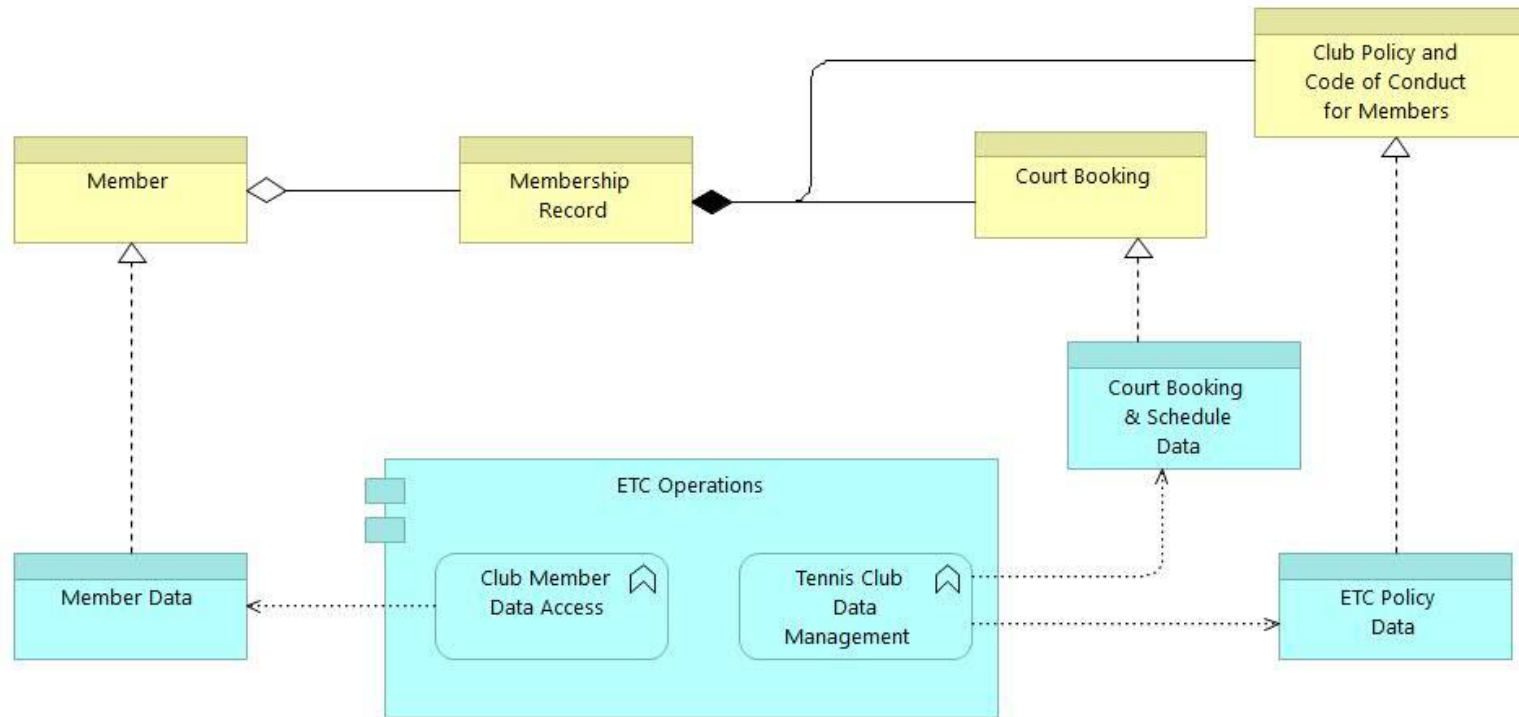 Club Policy and
Code of Conduct
for Members
Member
Membership
Record
Court Booking
Court Booking
& Schedule
Data
ETC Operations
Club Member
Data Access
Tennis Club
Data
Management
Member Data
ETC Policy
Data